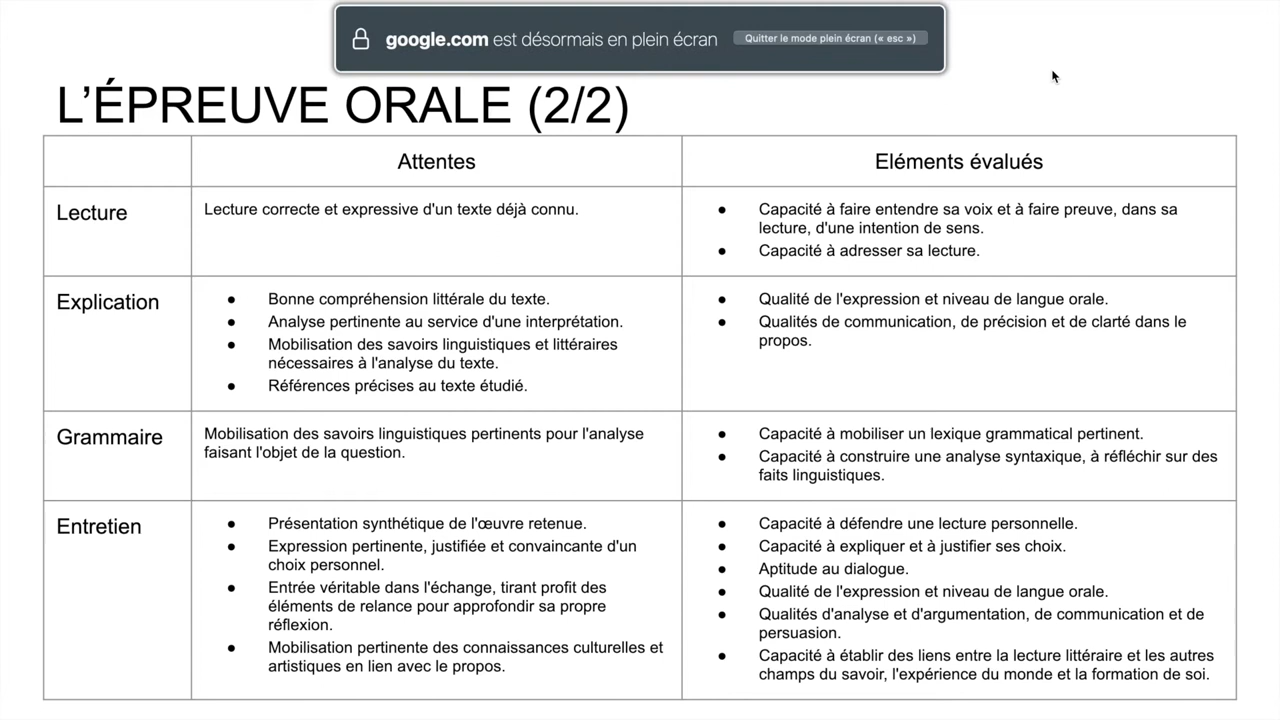 google.com est désormais en plein écran Quitter le mode plein écran (« esc »)
L'ÉPREUVE ORALE (2/2)
Attentes
Eléments évalués
Lecture
Lecture correcte et expressive d'un texte déjà connu.
● Capacité à faire entendre sa voix et à faire preuve, dans sa
lecture, d'une intention de sens.
● Capacité à adresser sa lecture.
Explication
● Bonne compréhension littérale du texte.
● Analyse pertinente au service d'une interprétation.
● Mobilisation des savoirs linguistiques et littéraires
nécessaires à l'analyse du texte.
● Références précises au texte étudié.
● Qualité de l'expression et niveau de langue orale.
● Qualités de communication, de précision et de clarté dans le
propos.
Grammaire
Mobilisation des savoirs linguistiques pertinents pour l'analyse
faisant l'objet de la question.
● Capacité à mobiliser un lexique grammatical pertinent.
● Capacité à construire une analyse syntaxique, à réfléchir sur des
faits linguistiques.
Entretien
● Présentation synthétique de l'œuvre retenue.
● Expression pertinente, justifiée et convaincante d'un
choix personnel.
● Entrée véritable dans l'échange, tirant profit des
éléments de relance pour approfondir sa propre
réflexion.
● Mobilisation pertinente des connaissances culturelles et
artistiques en lien avec le propos.
● Capacité à défendre une lecture personnelle.
● Capacité à expliquer et à justifier ses choix.
● Aptitude au dialogue.
● Qualité de l'expression et niveau de langue orale.
● Qualités d'analyse et d'argumentation, de communication et de
persuasion.
● Capacité à établir des liens entre la lecture littéraire et les autres
champs du savoir, l'expérience du monde et la formation de soi.